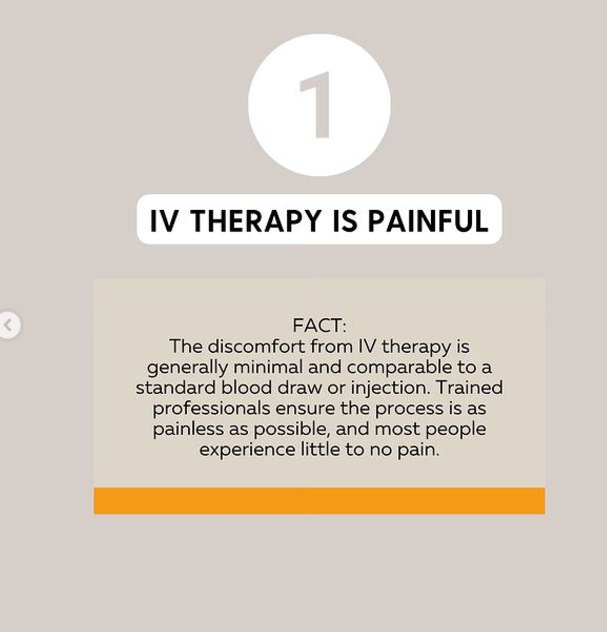 1
IV THERAPY IS PAINFUL
FACT:
The discomfort from IV therapy is
generally minimal and comparable to a
standard blood draw or injection. Trained
professionals ensure the process is as
painless as possible, and most people
experience little to no pain.